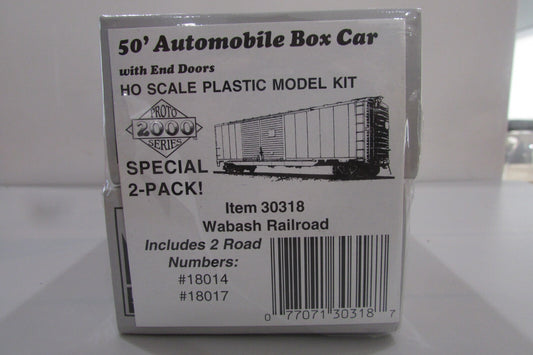 50' Automobile Box Car
with End Doors
HO SCALE PLASTIC MODEL KIT
PROTO
2000
SERIES
SPECIAL
2-PACK!
Item 30318
Wabash Railroad
Includes 2 Road
Numbers:
#18014
#18017
0 77071 30318 7